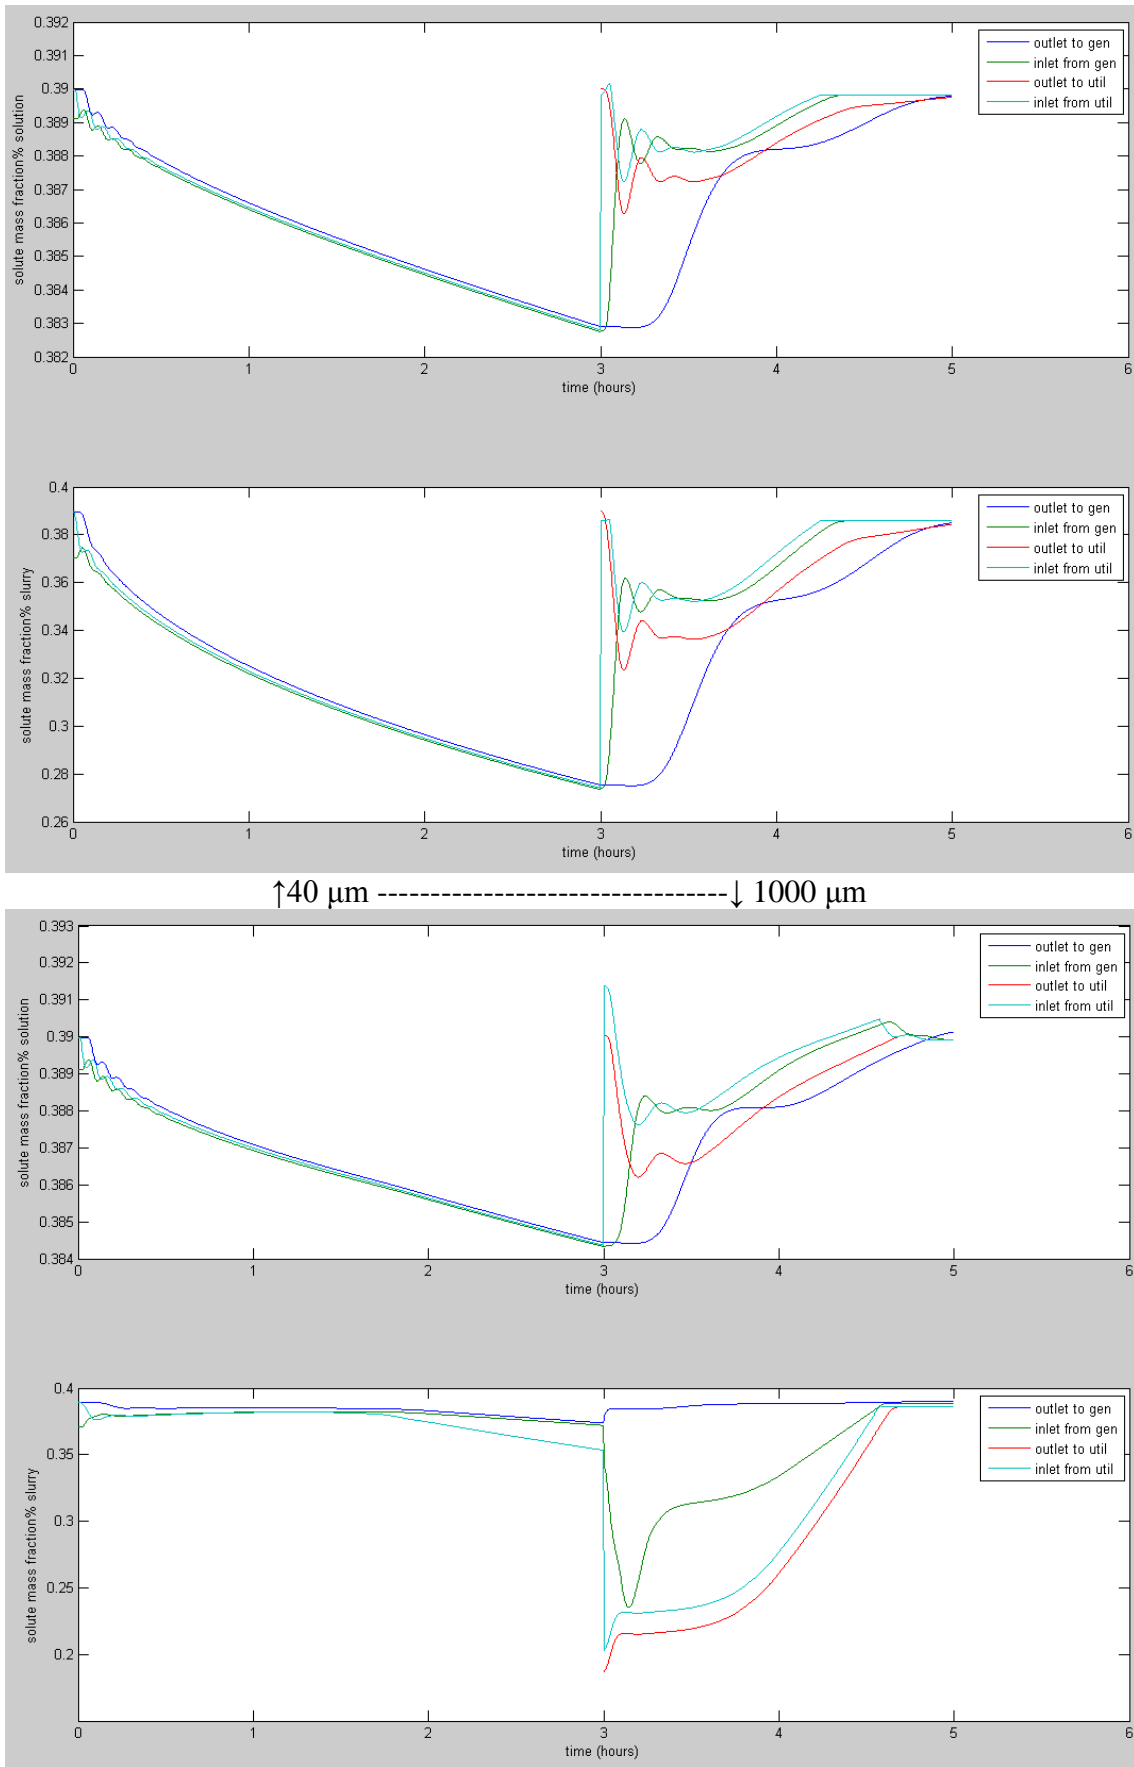 0.392
0.391
0.39
0.389
0.388
0.387
0.386
0.385
0.384
0.383
0.382
solute mass fraction% solution
outlet to gen
inlet from gen
outlet to util
inlet from util
0 1 2 3 4 5 6
time (hours)
0.4
0.38
0.36
0.34
0.32
0.3
0.28
0.26
solute mass fraction% slurry
outlet to gen
inlet from gen
outlet to util
inlet from util
0 1 2 3 4 5 6
time (hours)
↑40 μm ---------------------------------↓ 1000 μm
0.393
0.392
0.391
0.39
0.389
0.388
0.387
0.386
0.385
0.384
solute mass fraction% solution
outlet to gen
inlet from gen
outlet to util
inlet from util
0 1 2 3 4 5 6
time (hours)
0.4
0.35
0.3
0.25
0.2
solute mass fraction% slurry
outlet to gen
inlet from gen
outlet to util
inlet from util
0 1 2 3 4 5 6
time (hours)